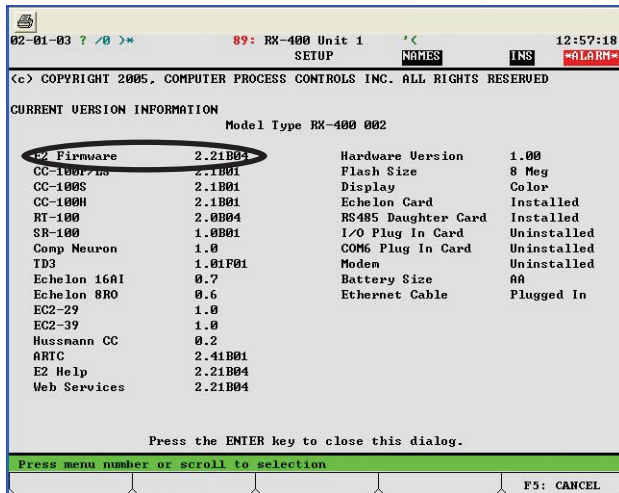 02-01-03 ? /0 >* 89: RX-400 Unit 1 '< 12:57:18
SETUP NAMES INS *ALARM*
(c) COPYRIGHT 2005, COMPUTER PROCESS CONTROLS INC. ALL RIGHTS RESERVED
CURRENT VERSION INFORMATION
Model Type RX-400 002
E2 Firmware 2.21B04 Hardware Version 1.00
CC-100P/LS 2.1B01 Flash Size 8 Meg
CC-100S 2.1B01 Display Color
CC-100H 2.1B01 Echelon Card Installed
RT-100 2.0B04 RS485 Daughter Card Installed
SR-100 1.0B01 I/O Plug In Card Uninstalled
Comp Neuron 1.0 COM6 Plug In Card Uninstalled
TD3 1.01F01 Modem Uninstalled
Echelon 16AI 0.7 Battery Size AA
Echelon 8RO 0.6 Ethernet Cable Plugged In
EC2-29 1.0
EC2-39 1.0
Hussmann CC 0.2
ARTC 2.41B01
E2 Help 2.21B04
Web Services 2.21B04
Press the ENTER key to close this dialog.
Press menu number or scroll to selection
F5: CANCEL